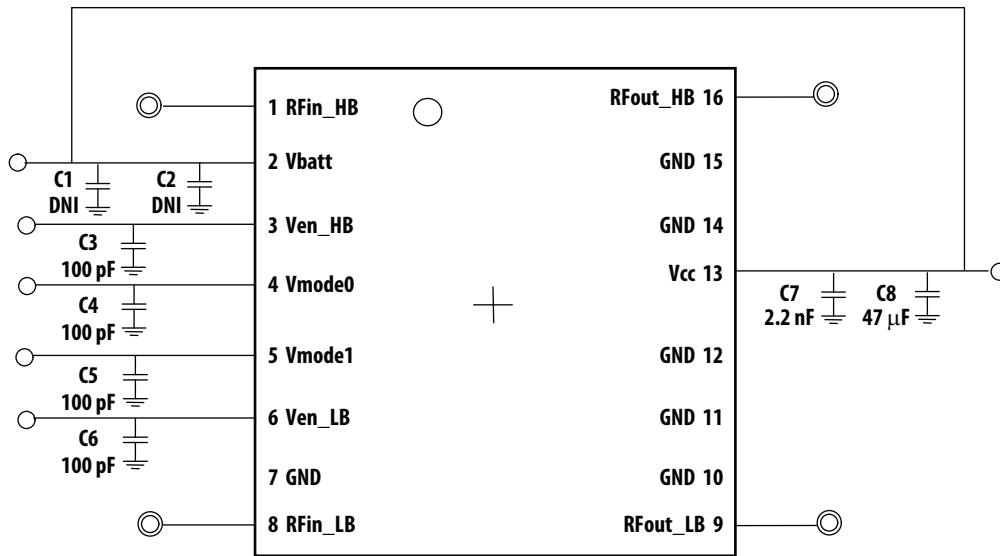 1 RFin_HB
RFout_HB 16
2 Vbatt
GND 15
C1
DNI
C2
DNI
3 Ven_HB
GND 14
C3
100 pF
4 Vmode0
Vcc 13
C4
100 pF
C7
2.2 nF
C8
47 μF
5 Vmode1
GND 12
C5
100 pF
6 Ven_LB
GND 11
C6
100 pF
7 GND
GND 10
8 RFin_LB
RFout_LB 9